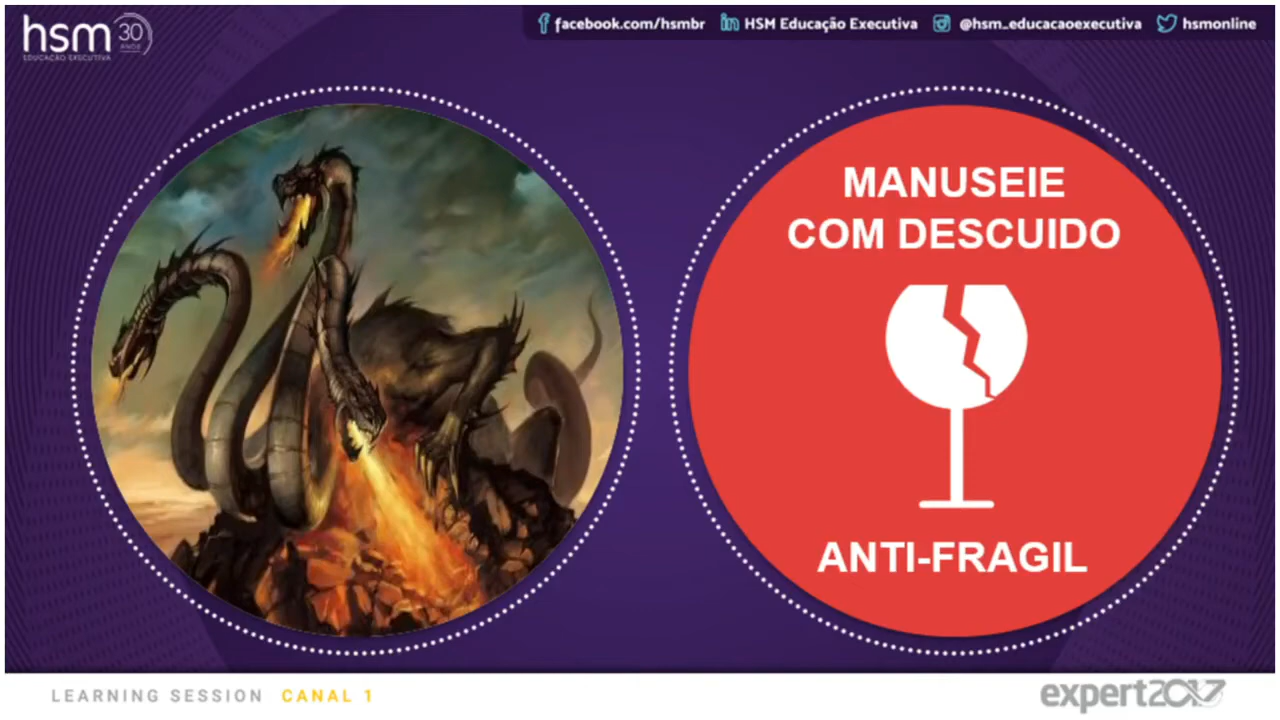 hsm 30 ANOS
EDUCAÇÃO EXECUTIVA
facebook.com/hsmbr HSM Educação Executiva @hsm_educacaoexecutiva hsmonline
MANUSEIE
COM DESCUIDO
ANTI-FRAGIL
LEARNING SESSION CANAL 1
expert2017